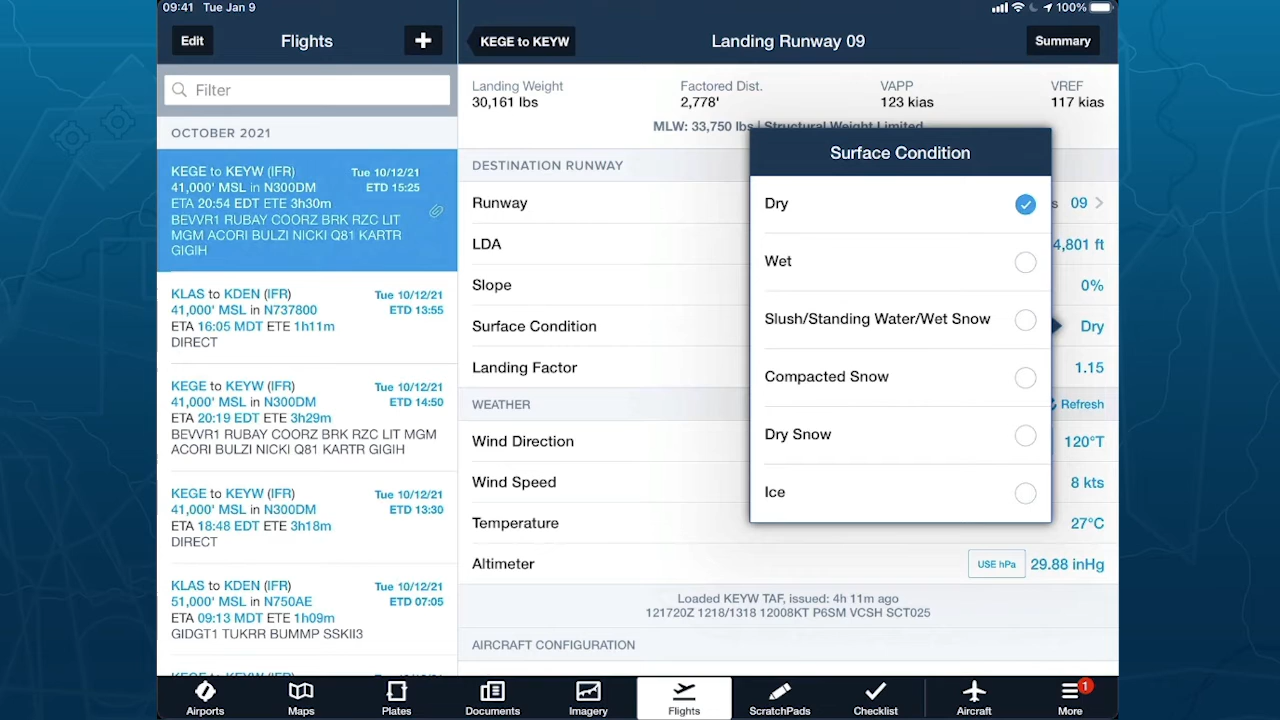 09:41 Tue Jan 9
100%
Edit
Flights
Filter
OCTOBER 2021
KEGE to KEYW (IFR) Tue 10/12/21
41,000' MSL in N300DM ETD 15:25
ETA 20:54 EDT ETE 3h30m
BEVVR1 RUBAY COORZ BRK RZC LIT
MGM ACORI BULZI NICKI Q81 KARTR
GIGIH
KLAS to KDEN (IFR) Tue 10/12/21
41,000' MSL in N737800 ETD 13:55
ETA 16:05 MDT ETE 1h11m
DIRECT
KEGE to KEYW (IFR) Tue 10/12/21
41,000' MSL in N300DM ETD 14:50
ETA 20:19 EDT ETE 3h29m
BEVVR1 RUBAY COORZ BRK RZC LIT MGM
ACORI BULZI NICKI Q81 KARTR GIGIH
KEGE to KEYW (IFR) Tue 10/12/21
41,000' MSL in N300DM ETD 13:30
ETA 18:48 EDT ETE 3h18m
DIRECT
KLAS to KDEN (IFR) Tue 10/12/21
51,000' MSL in N750AE ETD 07:05
ETA 09:13 MDT ETE 1h09m
GIDGT1 TUKRR BUMMP SSKII3
KEGE to KEYW (IFR) Tue 10/12/21
KEGE to KEYW
Landing Runway 09
Summary
Landing Weight Factored Dist. VAPP VREF
30,161 lbs 2,778' 123 kias 117 kias
MLW: 33,750 lbs | Structural Weight Limited
DESTINATION RUNWAY
Runway s 09
LDA 4,801 ft
Slope 0%
Surface Condition Dry
Landing Factor 1.15
WEATHER Refresh
Wind Direction 120°T
Wind Speed 8 kts
Temperature 27°C
Altimeter USE hPa 29.88 inHg
Loaded KEYW TAF, issued: 4h 11m ago
121720Z 1218/1318 12008KT P6SM VCSH SCT025
AIRCRAFT CONFIGURATION
Surface Condition
Dry
Wet
Slush/Standing Water/Wet Snow
Compacted Snow
Dry Snow
Ice
Airports Maps Plates Documents Imagery Flights ScratchPads Checklist Aircraft More 1